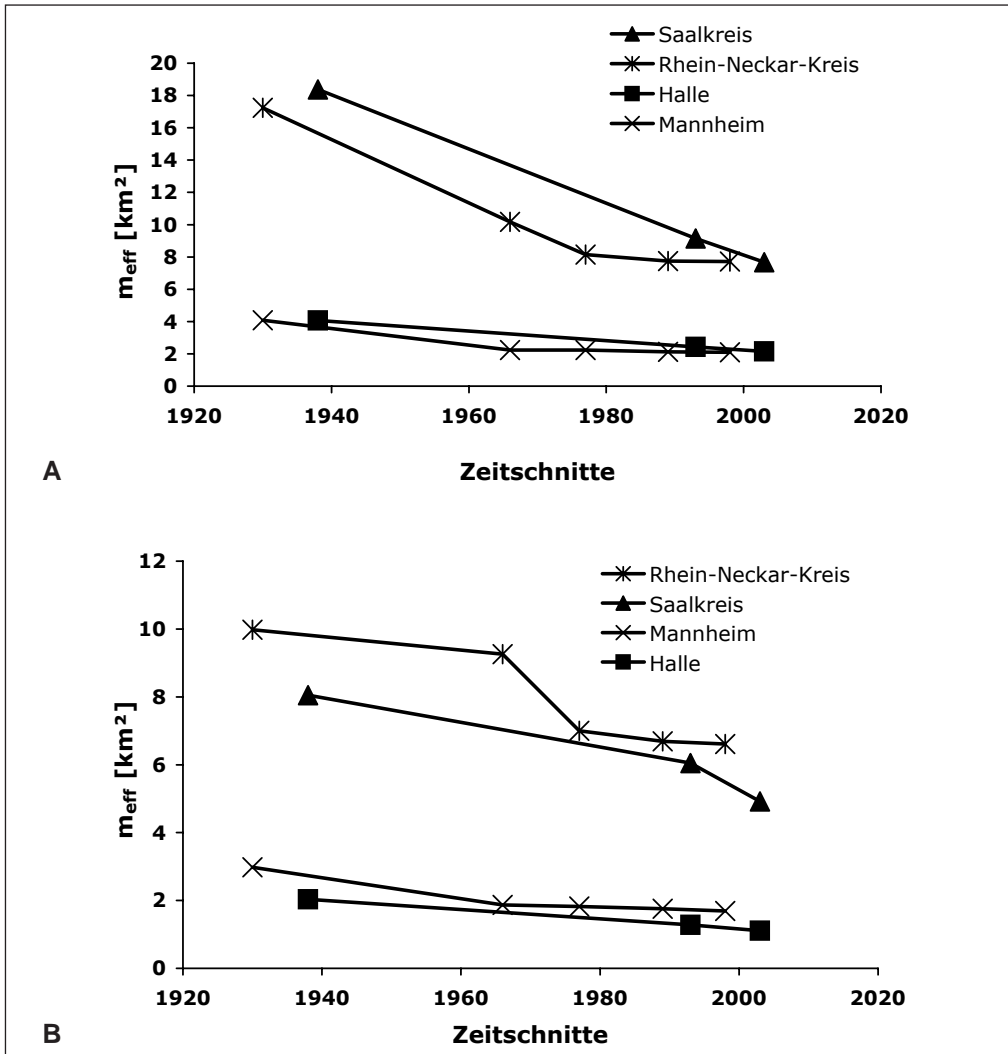 Saalkreis
Rhein-Neckar-Kreis
Halle
Mannheim
20
18
16
14
12
10
8
6
4
2
0
m_eff [km²]
1920 1940 1960 1980 2000 2020
A
Zeitschnitte
12
10
8
6
4
2
0
m_eff [km²]
Rhein-Neckar-Kreis
Saalkreis
Mannheim
Halle
1920 1940 1960 1980 2000 2020
B
Zeitschnitte